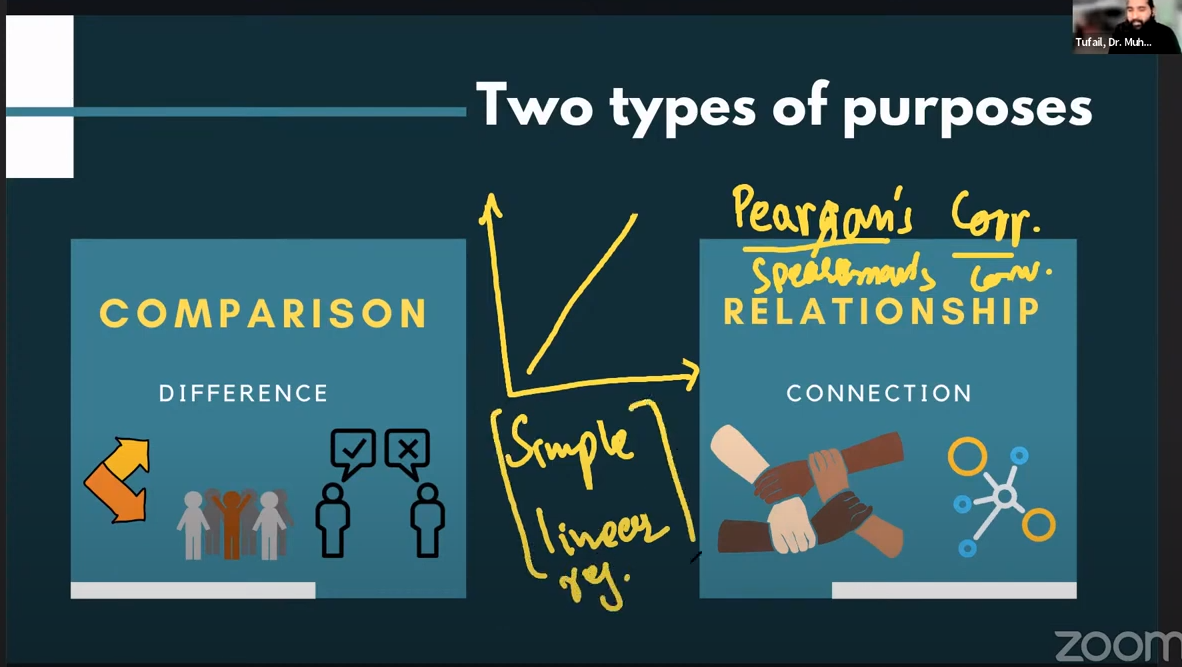 Tufail, Dr. Muh...
Two types of purposes
Pearson's Corr.
Spearman's Corr.
COMPARISON
RELATIONSHIP
DIFFERENCE
CONNECTION
Simple
linear
reg.
zoom